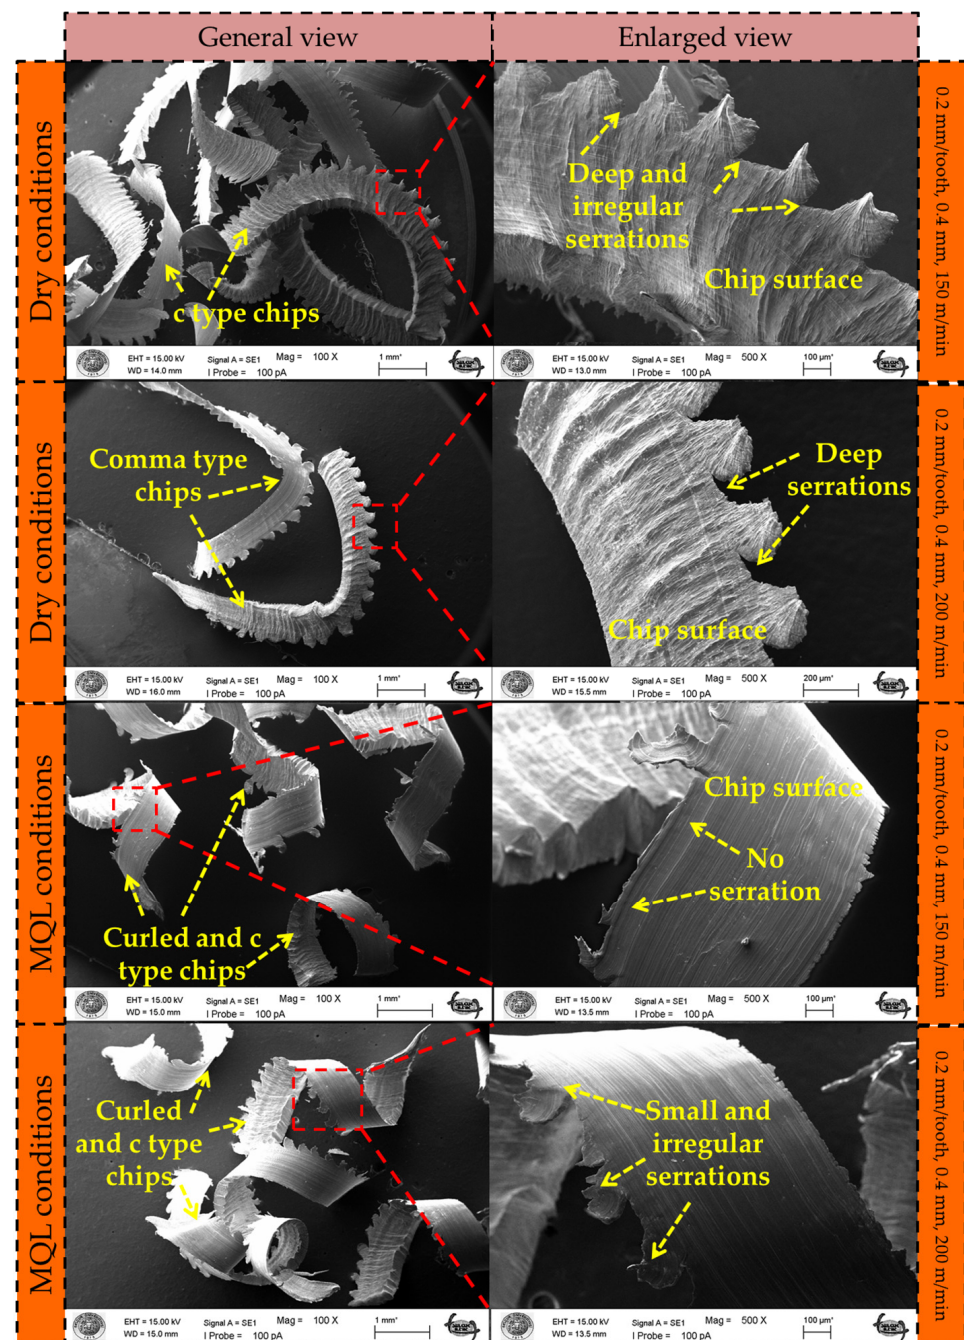 General view
Enlarged view
Dry conditions
c type chips
EHT = 15.00 kV
WD = 14.0 mm
Signal A = SE1
I Probe = 100 pA
Mag = 100 X
1 mm
Deep and
irregular
serrations
Chip surface
EHT = 15.00 kV
WD = 13.0 mm
Signal A = SE1
I Probe = 100 pA
Mag = 500 X
100 µm
0.2 mm/tooth, 0.4 mm, 150 m/min
Dry conditions
Comma type
chips
EHT = 15.00 kV
WD = 16.0 mm
Signal A = SE1
I Probe = 100 pA
Mag = 100 X
1 mm
Deep
serrations
Chip surface
EHT = 15.00 kV
WD = 15.5 mm
Signal A = SE1
I Probe = 100 pA
Mag = 500 X
200 µm
0.2 mm/tooth, 0.4 mm, 200 m/min
MQL conditions
Curled and c
type chips
EHT = 15.00 kV
WD = 15.0 mm
Signal A = SE1
I Probe = 100 pA
Mag = 100 X
1 mm
Chip surface
No
serration
EHT = 15.00 kV
WD = 13.5 mm
Signal A = SE1
I Probe = 100 pA
Mag = 500 X
100 µm
0.2 mm/tooth, 0.4 mm, 150 m/min
MQL conditions
Curled
and c type
chips
EHT = 15.00 kV
WD = 15.0 mm
Signal A = SE1
I Probe = 100 pA
Mag = 100 X
1 mm
Small and
irregular
serrations
EHT = 15.00 kV
WD = 13.5 mm
Signal A = SE1
I Probe = 100 pA
Mag = 500 X
100 µm
0.2 mm/tooth, 0.4 mm, 200 m/min